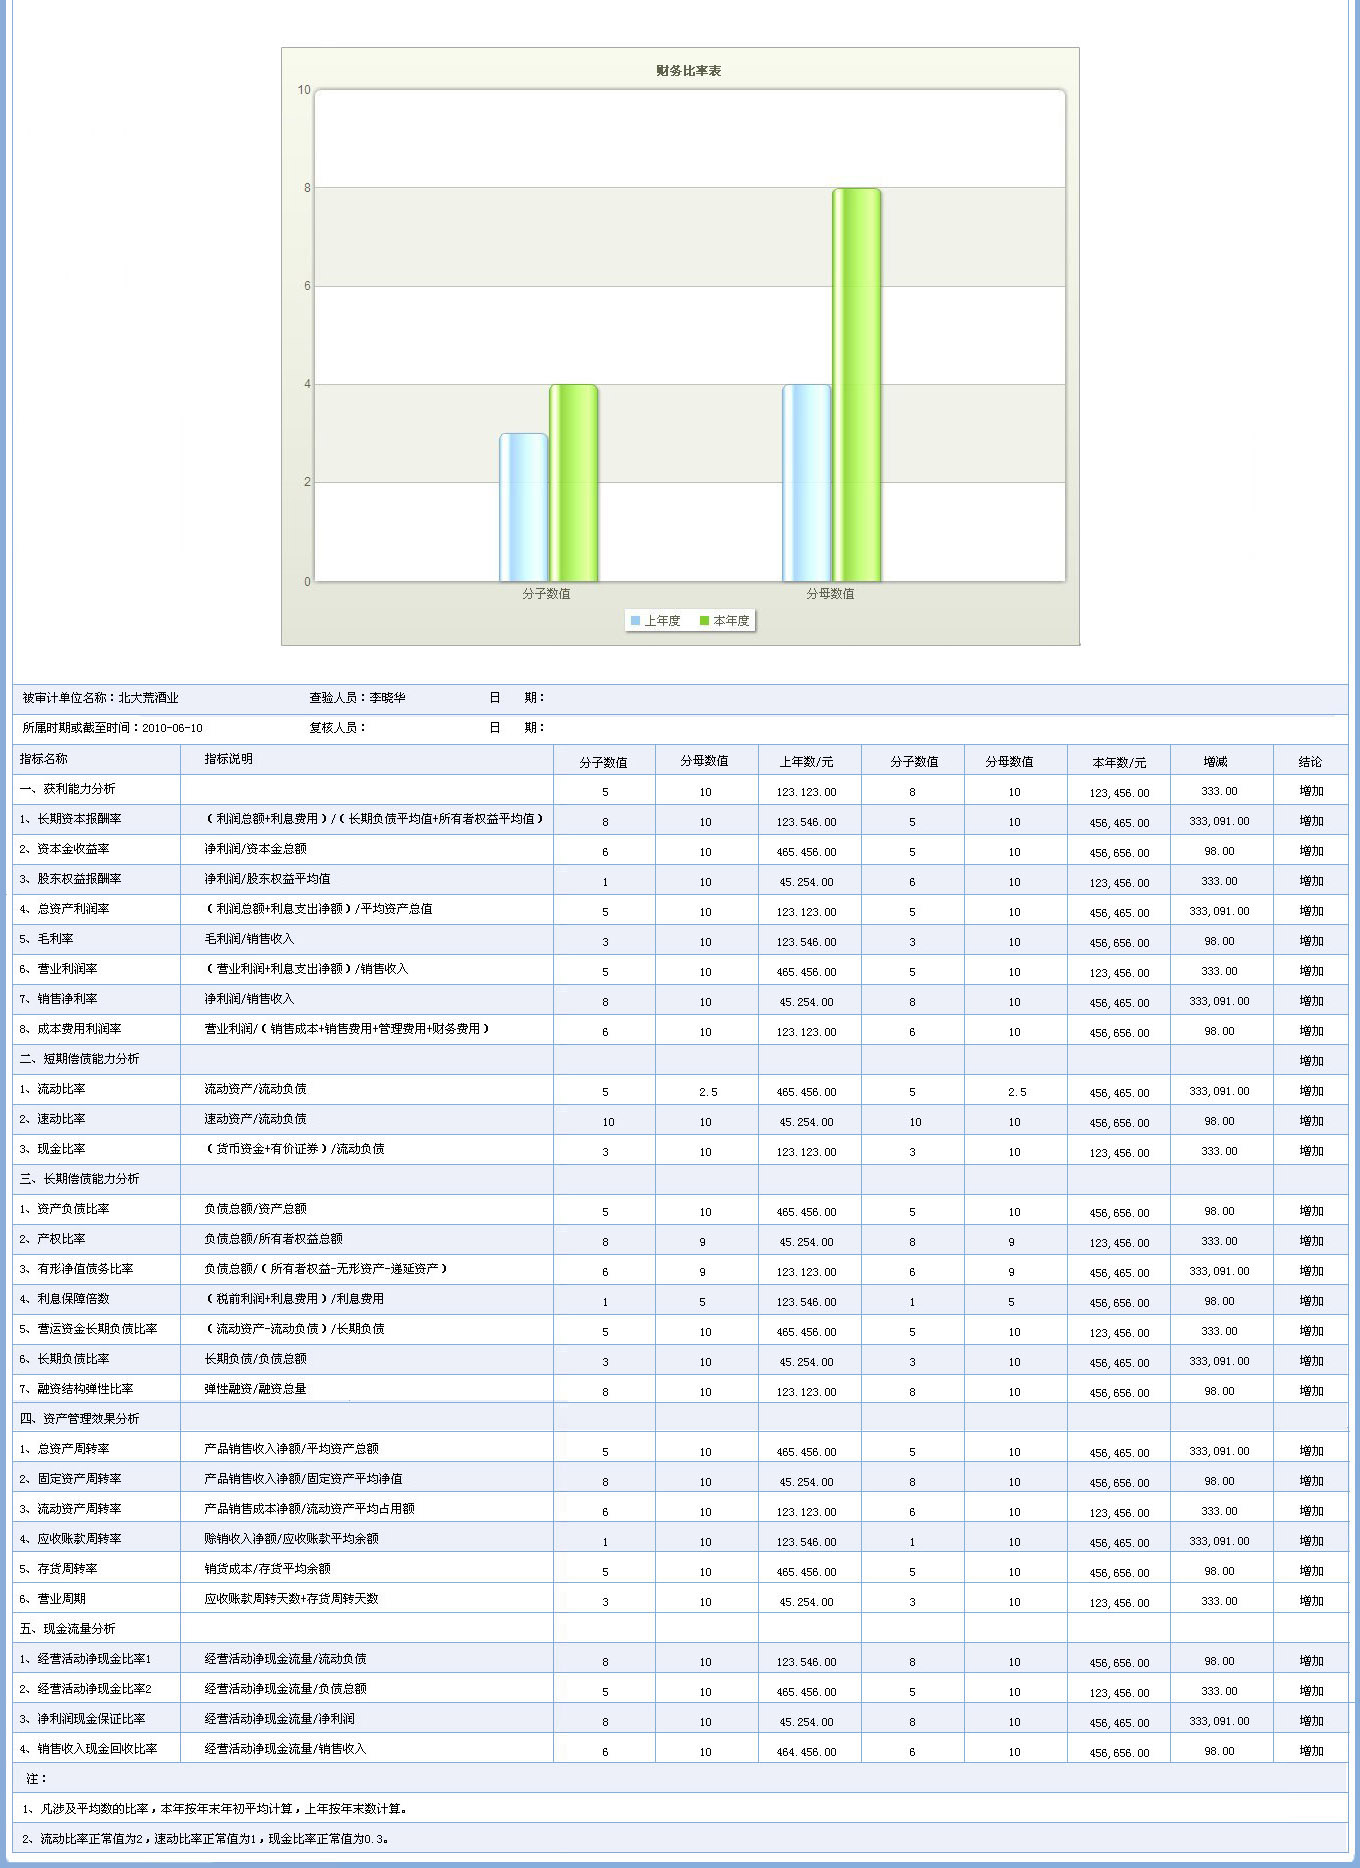 财务比率表
10
8
6
4
2
0
分子数值 分母数值
上年度 本年度
被审计单位名称：北大荒酒业 查验人员：李晓华 日 期：
所属时期或截至时间：2010-06-10 复核人员： 日 期：
指标名称 指标说明 分子数值 分母数值 上年数/元 分子数值 分母数值 本年数/元 增减 结论
一、获利能力分析 5 10 123.123.00 8 10 123,456.00 333.00 增加
1、长期资本报酬率 （利润总额+利息费用）/（长期负债平均值+所有者权益平均值） 8 10 123.546.00 5 10 456,465.00 333,091.00 增加
2、资本金收益率 净利润/资本金总额 6 10 465.456.00 5 10 456,656.00 98.00 增加
3、股东权益报酬率 净利润/股东权益平均值 1 10 45.254.00 6 10 123,456.00 333.00 增加
4、总资产利润率 （利润总额+利息支出净额）/平均资产总值 5 10 123.123.00 5 10 456,465.00 333,091.00 增加
5、毛利率 毛利润/销售收入 3 10 123.546.00 3 10 456,656.00 98.00 增加
6、营业利润率 （营业利润+利息支出净额）/销售收入 5 10 465.456.00 5 10 123,456.00 333.00 增加
7、销售净利率 净利润/销售收入 8 10 45.254.00 8 10 456,465.00 333,091.00 增加
8、成本费用利润率 营业利润/（销售成本+销售费用+管理费用+财务费用） 6 10 123.123.00 6 10 456,656.00 98.00 增加
二、短期偿债能力分析 增加
1、流动比率 流动资产/流动负债 5 2.5 465.456.00 5 2.5 456,465.00 333,091.00 增加
2、速动比率 速动资产/流动负债 10 10 45.254.00 10 10 456,656.00 98.00 增加
3、现金比率 （货币资金+有价证券）/流动负债 3 10 123.123.00 3 10 123,456.00 333.00 增加
三、长期偿债能力分析
1、资产负债比率 负债总额/资产总额 5 10 465.456.00 5 10 456,656.00 98.00 增加
2、产权比率 负债总额/所有者权益总额 8 9 45.254.00 8 9 123,456.00 333.00 增加
3、有形净值债务比率 负债总额/（所有者权益-无形资产-递延资产） 6 9 123.123.00 6 9 456,465.00 333,091.00 增加
4、利息保障倍数 （税前利润+利息费用）/利息费用 1 5 123.546.00 1 5 456,656.00 98.00 增加
5、营运资金长期负债比率 （流动资产-流动负债）/长期负债 5 10 465.456.00 5 10 123,456.00 333.00 增加
6、长期负债比率 长期负债/负债总额 3 10 45.254.00 3 10 456,465.00 333,091.00 增加
7、融资结构弹性比率 弹性融资/融资总量 8 10 123.123.00 8 10 456,656.00 98.00 增加
四、资产管理效果分析
1、总资产周转率 产品销售收入净额/平均资产总额 5 10 465.456.00 5 10 456,465.00 333,091.00 增加
2、固定资产周转率 产品销售收入净额/固定资产平均净值 8 10 45.254.00 8 10 456,656.00 98.00 增加
3、流动资产周转率 产品销售成本净额/流动资产平均占用额 6 10 123.123.00 6 10 123,456.00 333.00 增加
4、应收账款周转率 赊销收入净额/应收账款平均余额 1 10 123.546.00 1 10 456,465.00 333,091.00 增加
5、存货周转率 销货成本/存货平均余额 5 10 465.456.00 5 10 456,656.00 98.00 增加
6、营业周期 应收账款周转天数+存货周转天数 3 10 45.254.00 3 10 123,456.00 333.00 增加
五、现金流量分析
1、经营活动净现金比率1 经营活动净现金流量/流动负债 8 10 123.546.00 8 10 456,656.00 98.00 增加
2、经营活动净现金比率2 经营活动净现金流量/负债总额 5 10 465.456.00 5 10 123,456.00 333.00 增加
3、净利润现金保证比率 经营活动净现金流量/净利润 8 10 45.254.00 8 10 456,465.00 333,091.00 增加
4、销售收入现金回收比率 经营活动净现金流量/销售收入 6 10 464.456.00 6 10 456,656.00 98.00 增加
注：
1、凡涉及平均数的比率，本年按年末年初平均计算，上年按年末数计算。
2、流动比率正常值为2，速动比率正常值为1，现金比率正常值为0.3。